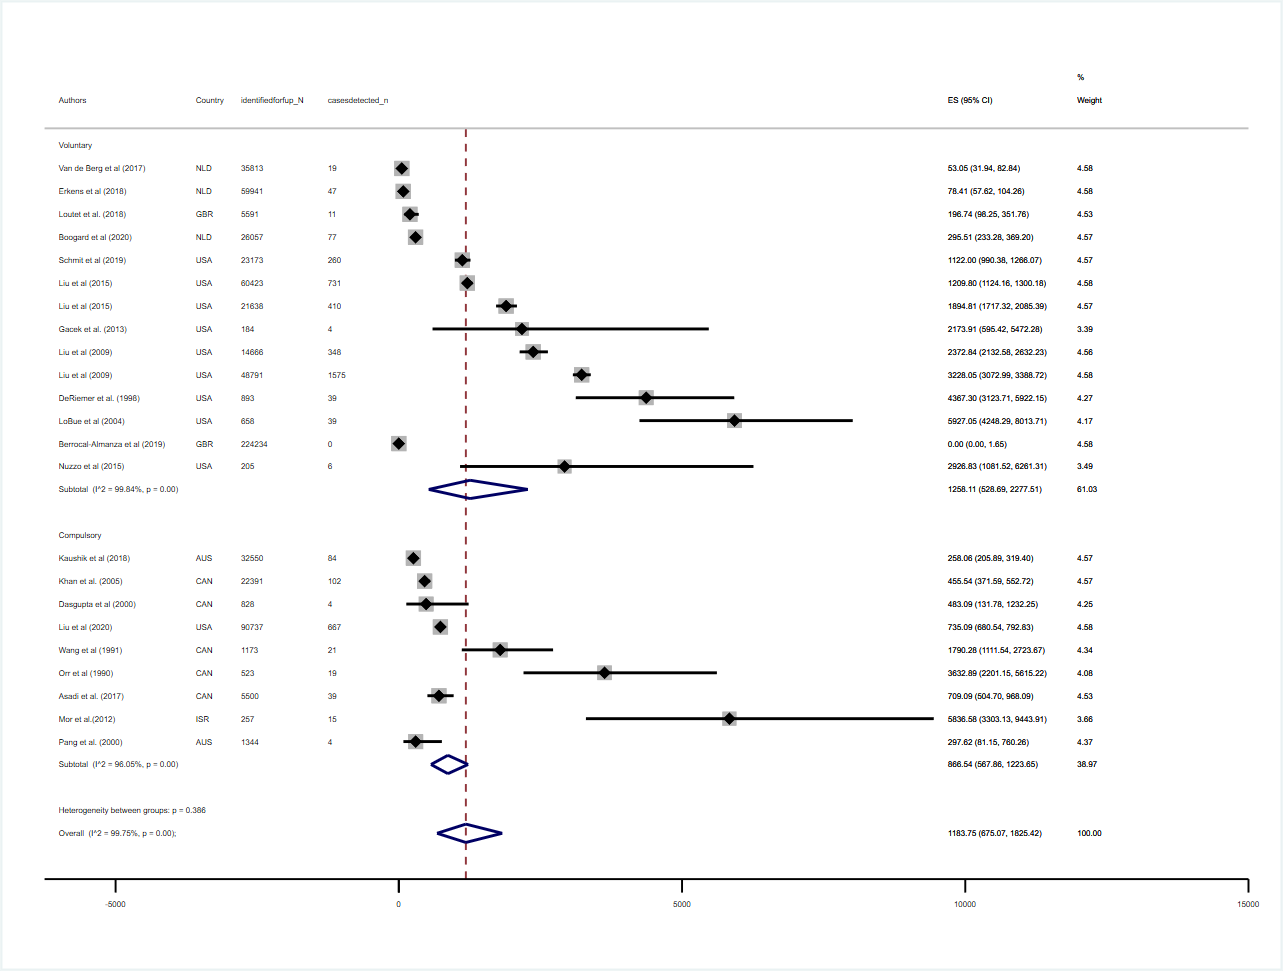 %
Authors Country identifiedforfup_N casesdetected_n ES (95% CI) Weight
Voluntary
Van de Berg et al (2017) NLD 35813 19 53.05 (31.94, 82.84) 4.58
Erkens et al (2018) NLD 59941 47 78.41 (57.62, 104.26) 4.58
Loutet et al. (2018) GBR 5591 11 196.74 (98.25, 351.76) 4.53
Boogard et al (2020) NLD 26057 77 295.51 (233.28, 369.20) 4.57
Schmit et al (2019) USA 23173 260 1122.00 (990.38, 1266.07) 4.57
Liu et al (2015) USA 60423 731 1209.80 (1124.16, 1300.18) 4.58
Liu et al (2015) USA 21638 410 1894.81 (1717.32, 2085.39) 4.57
Gacek et al. (2013) USA 184 4 2173.91 (595.42, 5472.28) 3.39
Liu et al (2009) USA 14666 348 2372.84 (2132.58, 2632.23) 4.56
Liu et al (2009) USA 48791 1575 3228.05 (3072.99, 3388.72) 4.58
DeRiemer et al. (1998) USA 893 39 4367.30 (3123.71, 5922.15) 4.27
LoBue et al (2004) USA 658 39 5927.05 (4248.29, 8013.71) 4.17
Berrocal-Almanza et al (2019) GBR 224234 0 0.00 (0.00, 1.65) 4.58
Nuzzo et al (2015) USA 205 6 2926.83 (1081.52, 6261.31) 3.49
Subtotal (I^2 = 99.84%, p = 0.00) 1258.11 (528.69, 2277.51) 61.03
Compulsory
Kaushik et al (2018) AUS 32550 84 258.06 (205.89, 319.40) 4.57
Khan et al. (2005) CAN 22391 102 455.54 (371.59, 552.72) 4.57
Dasgupta et al (2000) CAN 828 4 483.09 (131.78, 1232.25) 4.25
Liu et al (2020) USA 90737 667 735.09 (680.54, 792.83) 4.58
Wang et al (1991) CAN 1173 21 1790.28 (1111.54, 2723.67) 4.34
Orr et al (1990) CAN 523 19 3632.89 (2201.15, 5615.22) 4.08
Asadi et al. (2017) CAN 5500 39 709.09 (504.70, 968.09) 4.53
Mor et al.(2012) ISR 257 15 5836.58 (3303.13, 9443.91) 3.66
Pang et al. (2000) AUS 1344 4 297.62 (81.15, 760.26) 4.37
Subtotal (I^2 = 96.05%, p = 0.00) 866.54 (567.86, 1223.65) 38.97
Heterogeneity between groups: p = 0.386
Overall (I^2 = 99.75%, p = 0.00); 1183.75 (675.07, 1825.42) 100.00
-5000 0 5000 10000 15000